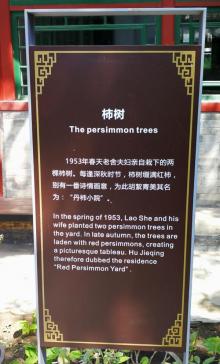 柿树
The persimmon trees
1953年春天老舍夫妇亲自栽下的两
棵柿树。每逢深秋时节，柿树缀满红柿，
别有一番诗情画意，为此胡絜青美其名
为：“丹柿小院”。
In the spring of 1953, Lao She and his
wife planted two persimmon trees in
the yard. In late autumn, the trees are
laden with red persimmons, creating
a picturesque tableau. Hu Jieqing
therefore dubbed the residence
“Red Persimmon Yard”.